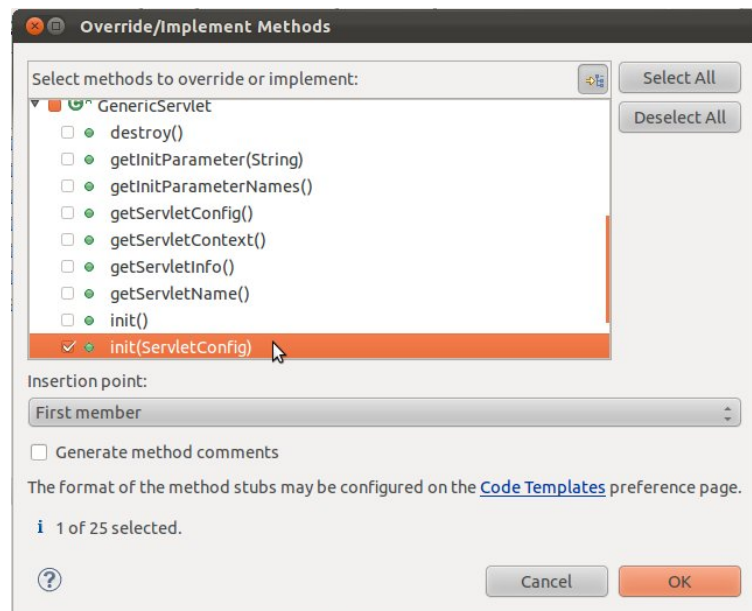 Override/Implement Methods
Select methods to override or implement:
Select All
Deselect All
GenericServlet
destroy()
getInitParameter(String)
getInitParameterNames()
getServletConfig()
getServletContext()
getServletInfo()
getServletName()
init()
init(ServletConfig)
Insertion point:
First member
Generate method comments
The format of the method stubs may be configured on the Code Templates preference page.
i 1 of 25 selected.
? Cancel OK